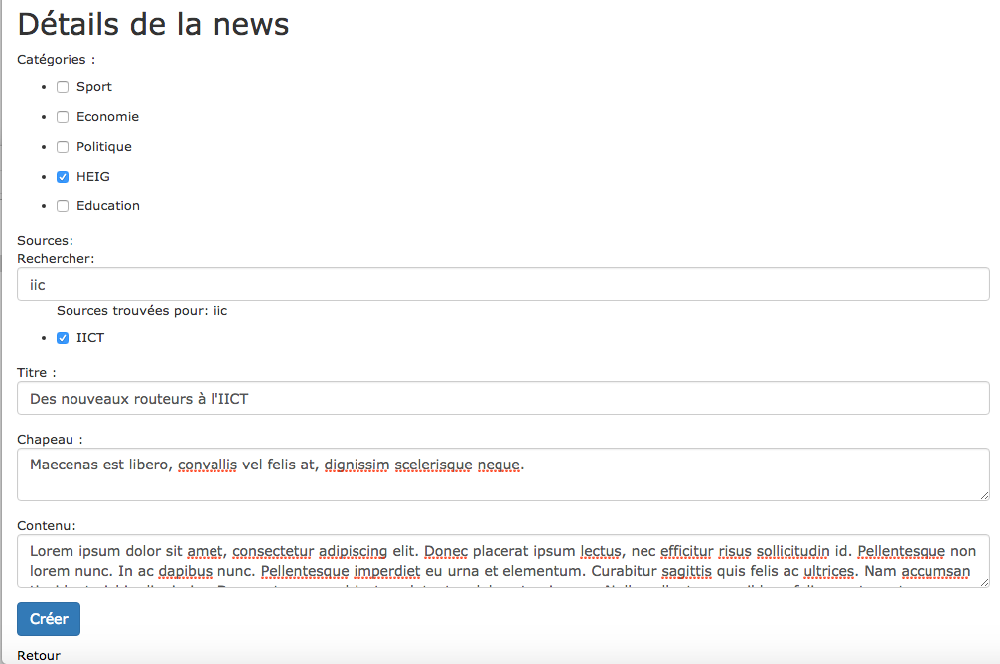 Détails de la news
Catégories :
Sport
Economie
Politique
HEIG
Education
Sources:
Rechercher:
iic
Sources trouvées pour: iic
IICT
Titre :
Des nouveaux routeurs à l'IICT
Chapeau :
Maecenas est libero, convallis vel felis at, dignissim scelerisque neque.
Contenu:
Lorem ipsum dolor sit amet, consectetur adipiscing elit. Donec placerat ipsum lectus, nec efficitur risus sollicitudin id. Pellentesque non
lorem nunc. In ac dapibus nunc. Pellentesque imperdiet eu urna et elementum. Curabitur sagittis quis felis ac ultrices. Nam accumsan
Créer
Retour